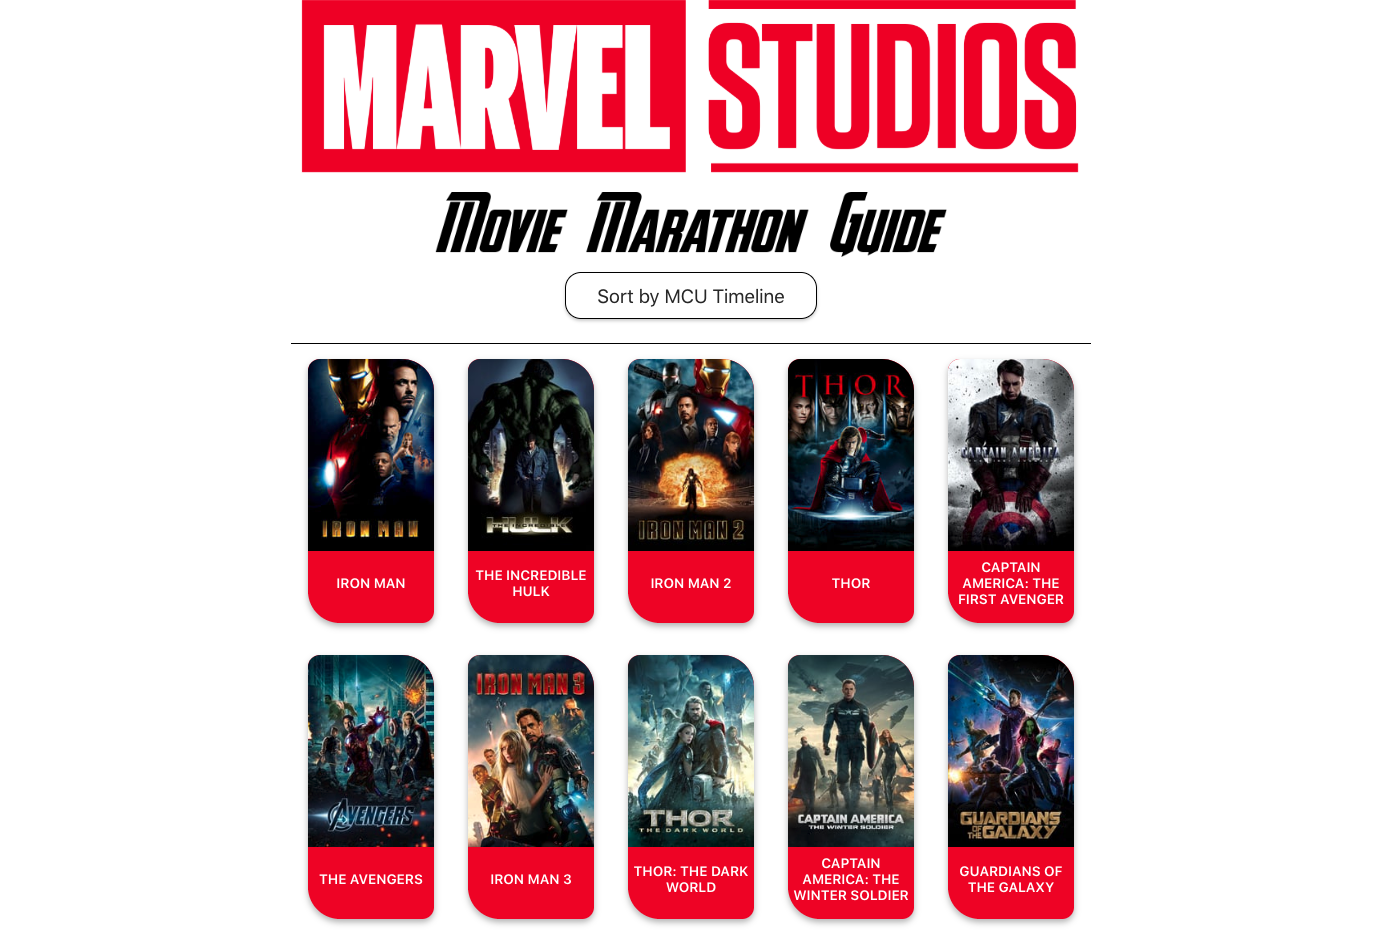 MARVEL STUDIOS
Movie Marathon Guide
Sort by MCU Timeline
IRON MAN
THE INCREDIBLE HULK
IRON MAN 2
THOR
CAPTAIN AMERICA
IRON MAN
THE INCREDIBLE
HULK
IRON MAN 2
THOR
CAPTAIN
AMERICA: THE
FIRST AVENGER
AVENGERS
IRON MAN 3
THOR
THE DARK WORLD
CAPTAIN AMERICA
THE WINTER SOLDIER
GUARDIANS
OF THE GALAXY
THE AVENGERS
IRON MAN 3
THOR: THE DARK
WORLD
CAPTAIN
AMERICA: THE
WINTER SOLDIER
GUARDIANS OF
THE GALAXY